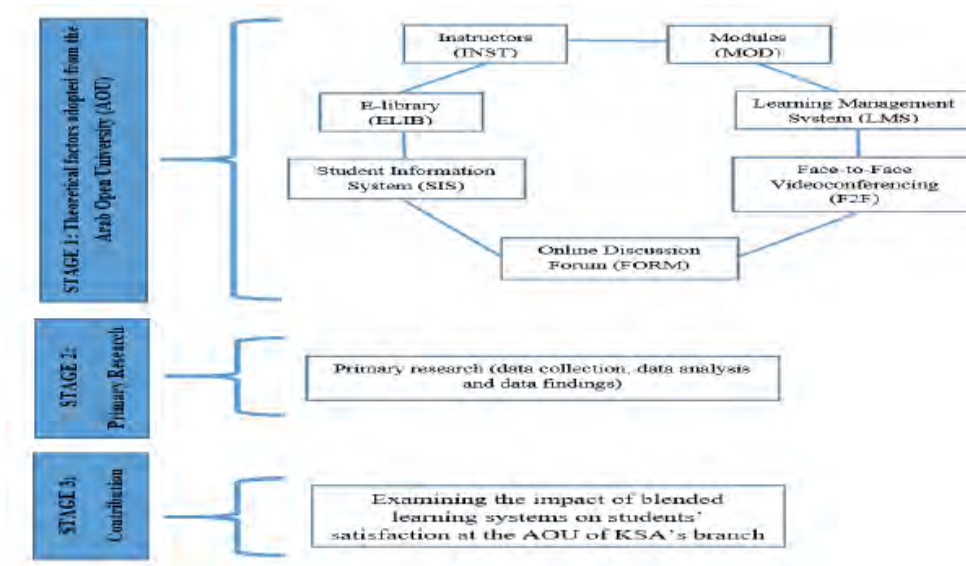 STAGE 1: Theoretical factors adopted from the
Arab Open University (AOU)
Instructors
(INST)
Modules
(MOD)
E-library
(ELIB)
Learning Management
System (LMS)
Student Information
System (SIS)
Face-to-Face
Videoconferencing
(F2F)
Online Discussion
Forum (FORM)
STAGE 2:
Primary Research
Primary research (data collection, data analysis
and data findings)
STAGE 3:
Contribution
Examining the impact of blended
learning systems on students'
satisfaction at the AOU of KSA's branch